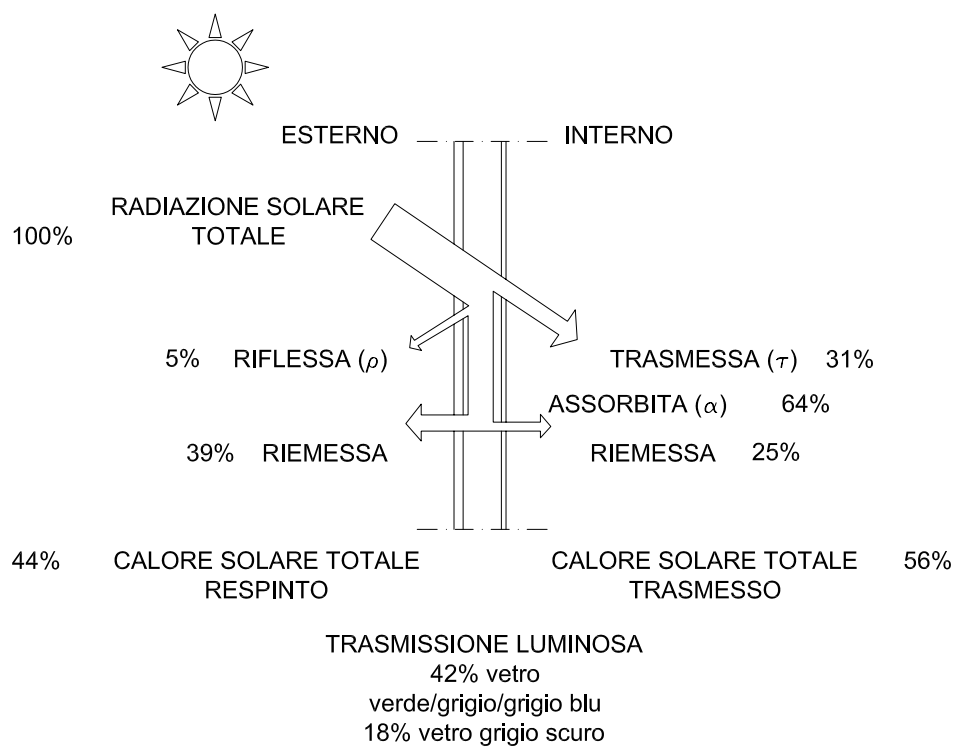 ESTERNO INTERNO
RADIAZIONE SOLARE
100% TOTALE
5% RIFLESSA (ρ) TRASMESSA (τ) 31%
ASSORBITA (α) 64%
39% RIEMESSA RIEMESSA 25%
44% CALORE SOLARE TOTALE CALORE SOLARE TOTALE 56%
RESPINTO TRASMESSO
TRASMISSIONE LUMINOSA
42% vetro
verde/grigio/grigio blu
18% vetro grigio scuro